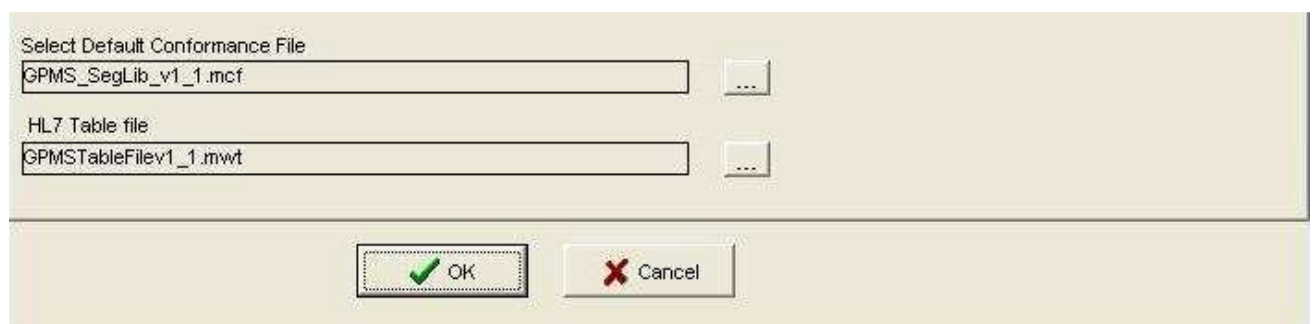 Select Default Conformance File
GPMS_SegLib_v1_1.mcf
...
HL7 Table file
GPMSTableFilev1_1.mwt
...
OK
Cancel